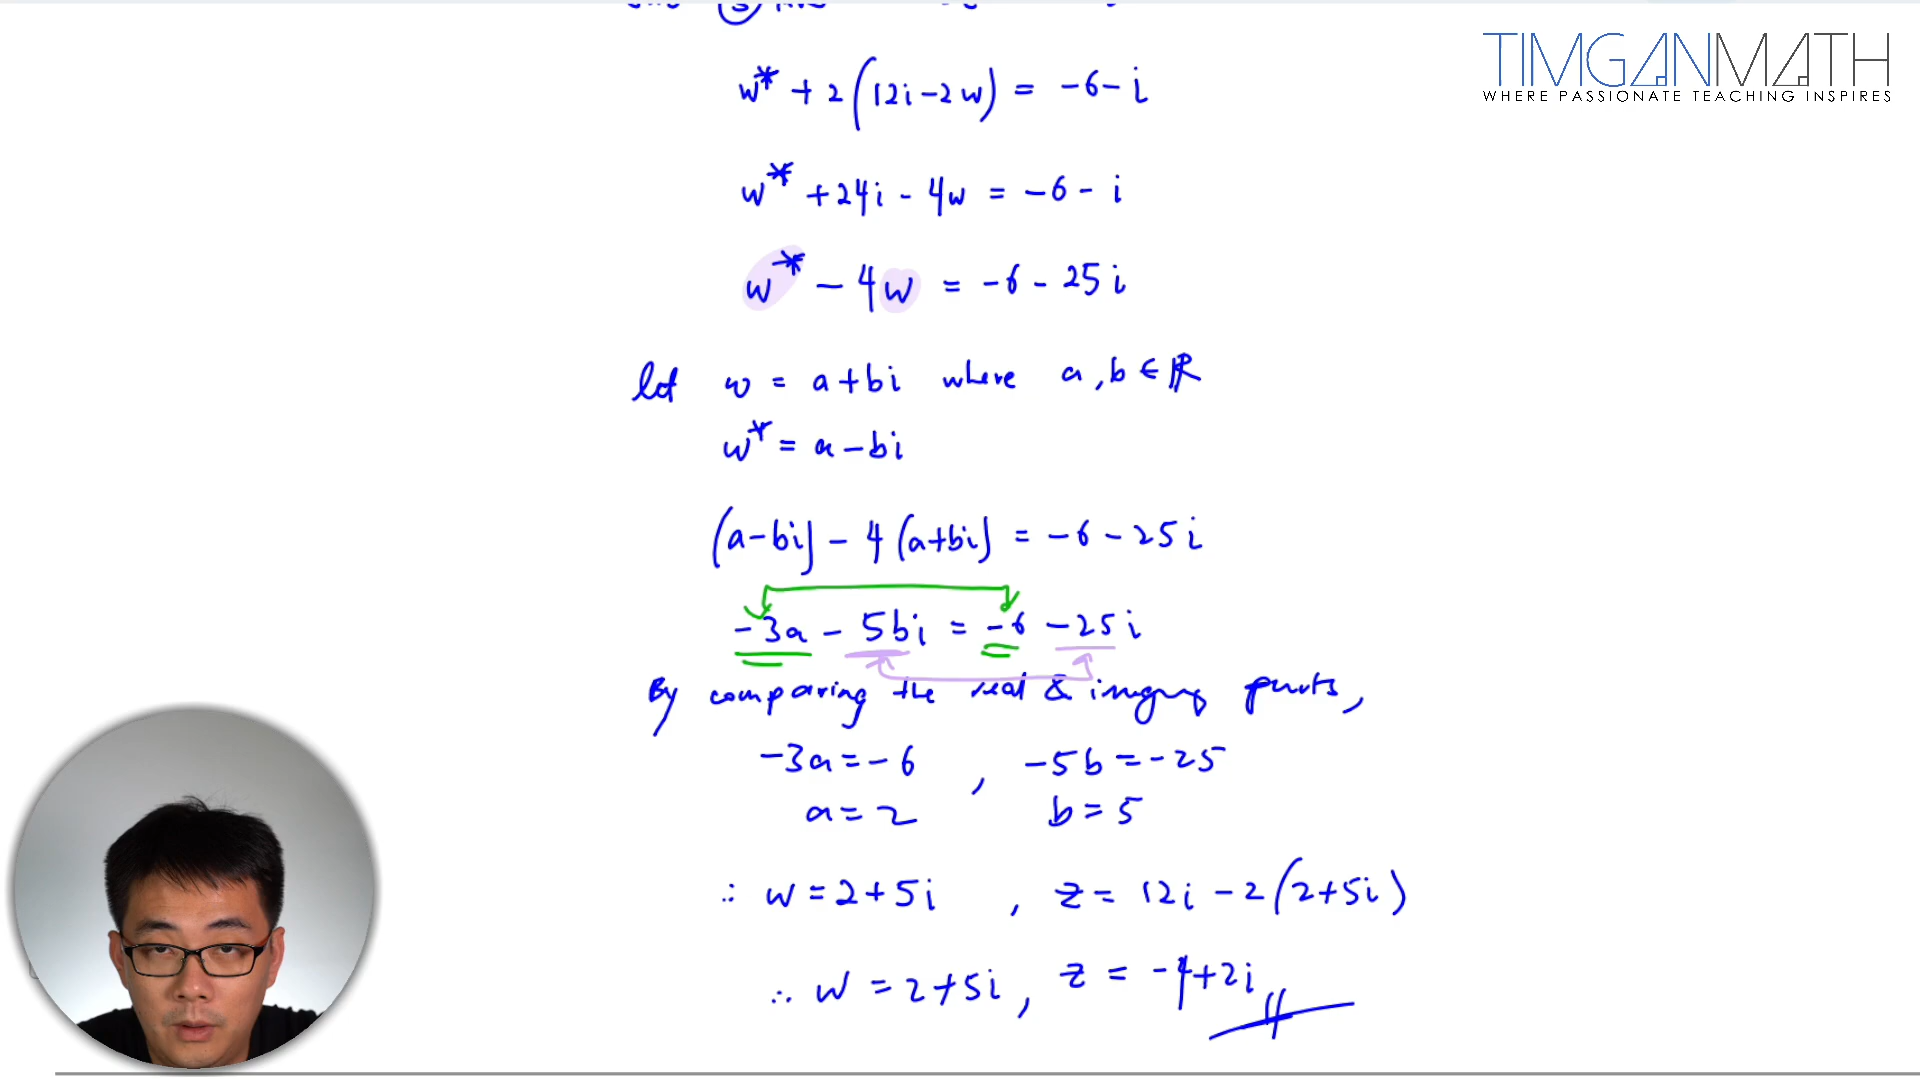 TIMGANMATH
WHERE PASSIONATE TEACHING INSPIRES
w* + 2(12i - 2w) = -6 - i
w* + 24i - 4w = -6 - i
w* - 4w = -6 - 25i
let w = a + bi where a, b ∈ ℝ
w* = a - bi
(a - bi) - 4(a + bi) = -6 - 25i
-3a - 5bi = -6 - 25i
By comparing the real & imaginary parts,
-3a = -6 , -5b = -25
a = 2 b = 5
∴ w = 2 + 5i , z = 12i - 2(2 + 5i)
∴ w = 2 + 5i , z = -4 + 2i